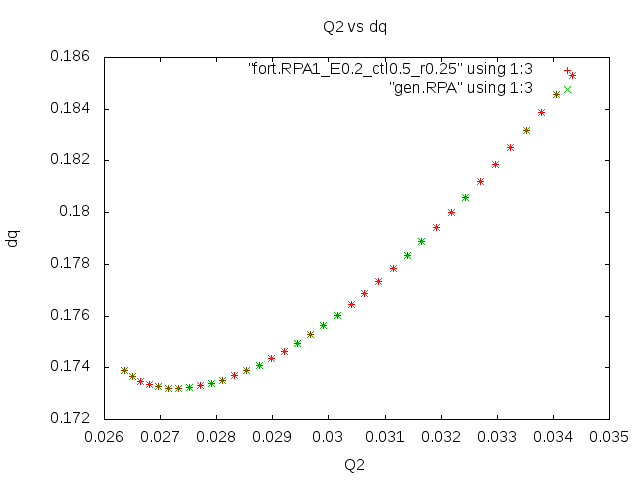 Q2 vs dq
0.186
"fort.RPA1_E0.2_ctl0.5_r0.25" using 1:3
"gen.RPA" using 1:3
0.184
0.182
0.18
dq
0.178
0.176
0.174
0.172
0.026 0.027 0.028 0.029 0.03 0.031 0.032 0.033 0.034 0.035
Q2